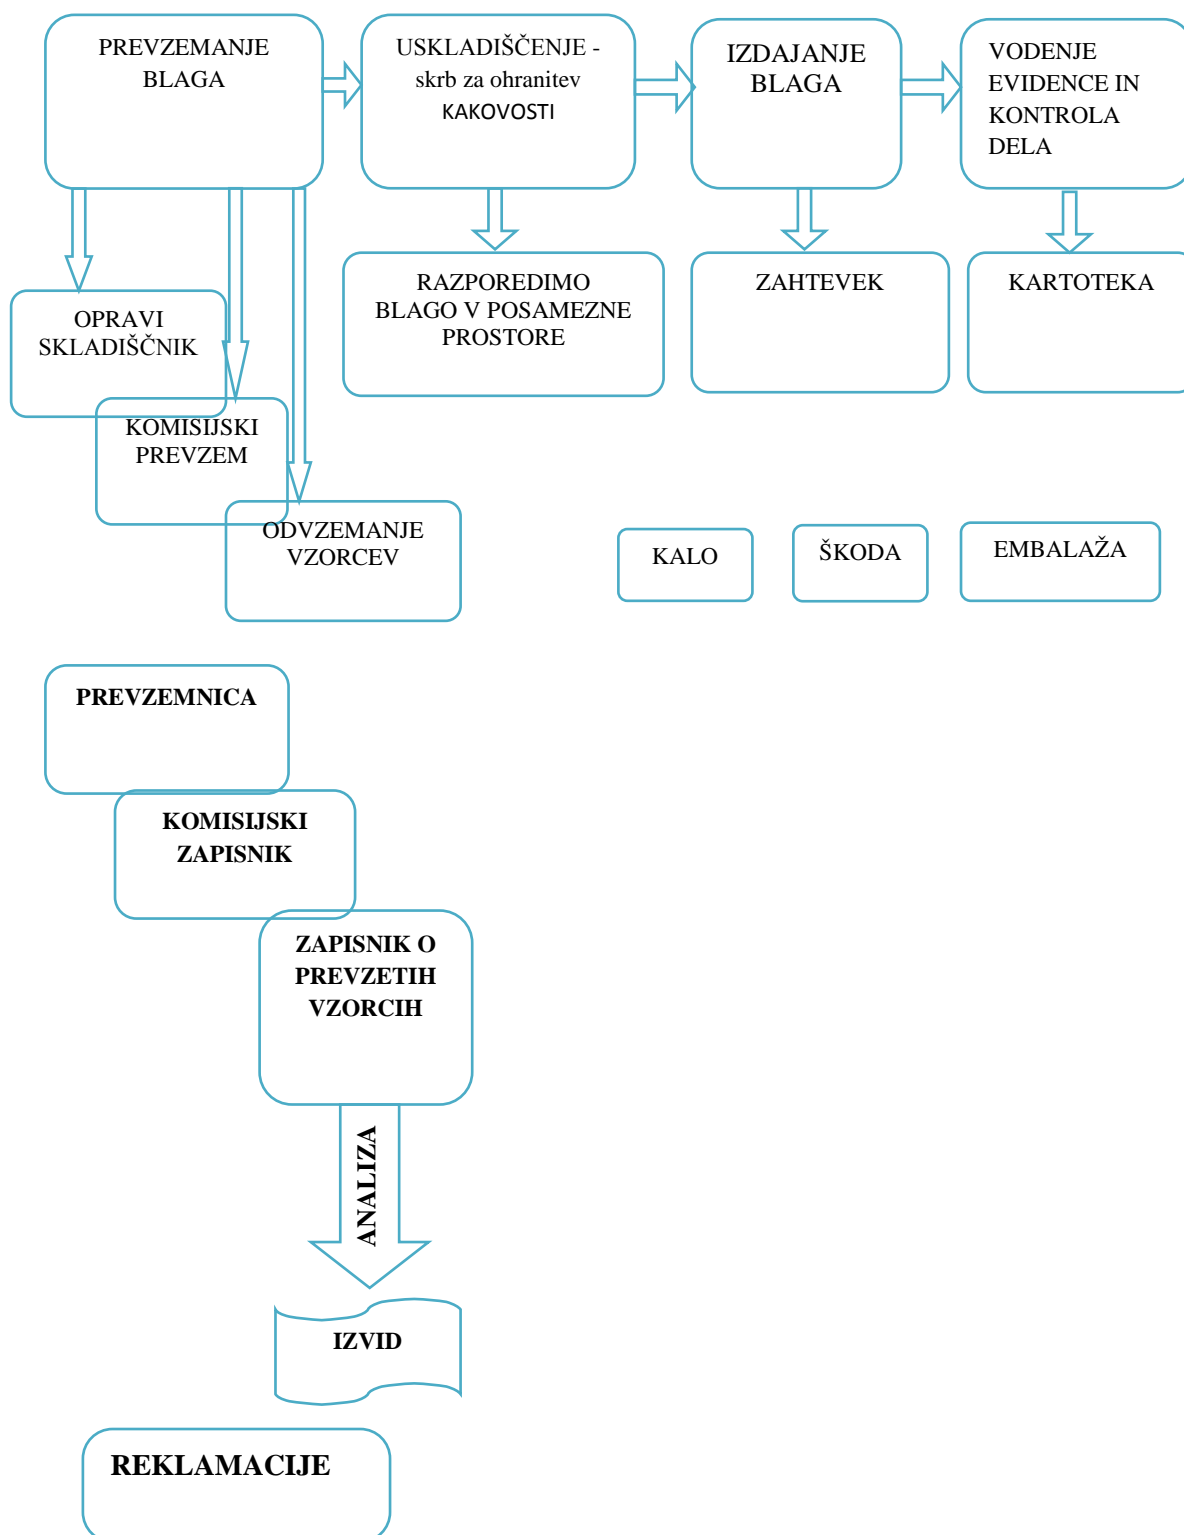 PREVZEMANJE
BLAGA
USKLADIŠČENJE -
skrb za ohranitev
KAKOVOSTI
IZDAJANJE
BLAGA
VODENJE
EVIDENCE IN
KONTROLA
DELA
OPRAVI
SKLADIŠČNIK
KOMISIJSKI
PREVZEM
ODVZEMANJE
VZORCEV
RAZPOREDIMO
BLAGO V POSAMEZNE
PROSTORE
ZAHTEVEK
KARTOTEKA
KALO
ŠKODA
EMBALAŽA
PREVZEMNICA
KOMISIJSKI
ZAPISNIK
ZAPISNIK O
PREVZETIH
VZORCIH
ANALIZA
IZVID
REKLAMACIJE